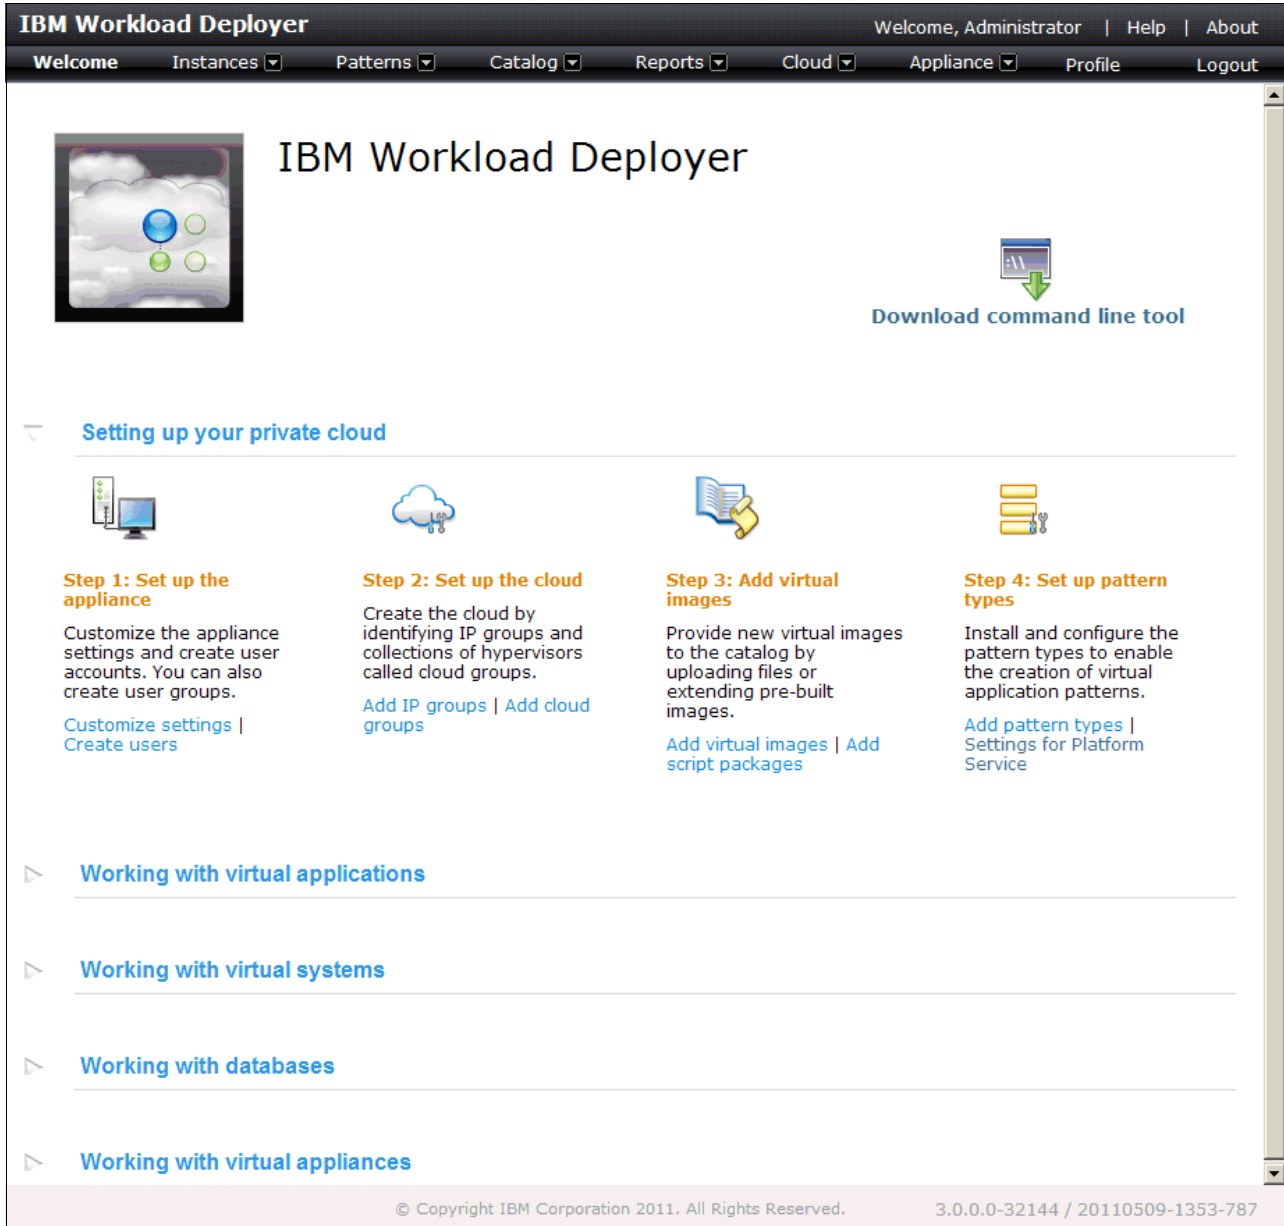 IBM Workload Deployer
Welcome, Administrator | Help | About
Welcome Instances Patterns Catalog Reports Cloud Appliance Profile Logout
IBM Workload Deployer
:\\
Download command line tool
Setting up your private cloud
Step 1: Set up the
appliance
Customize the appliance
settings and create user
accounts. You can also
create user groups.
Customize settings |
Create users
Step 2: Set up the cloud
Create the cloud by
identifying IP groups and
collections of hypervisors
called cloud groups.
Add IP groups | Add cloud
groups
Step 3: Add virtual
images
Provide new virtual images
to the catalog by
uploading files or
extending pre-built
images.
Add virtual images | Add
script packages
Step 4: Set up pattern
types
Install and configure the
pattern types to enable
the creation of virtual
application patterns.
Add pattern types |
Settings for Platform
Service
Working with virtual applications
Working with virtual systems
Working with databases
Working with virtual appliances
© Copyright IBM Corporation 2011. All Rights Reserved. 3.0.0.0-32144 / 20110509-1353-787